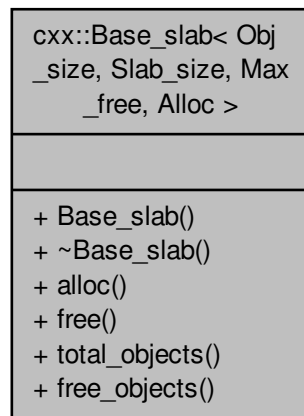 cxx::Base_slab< Obj
_size, Slab_size, Max
_free, Alloc >
+ Base_slab()
+ ~Base_slab()
+ alloc()
+ free()
+ total_objects()
+ free_objects()